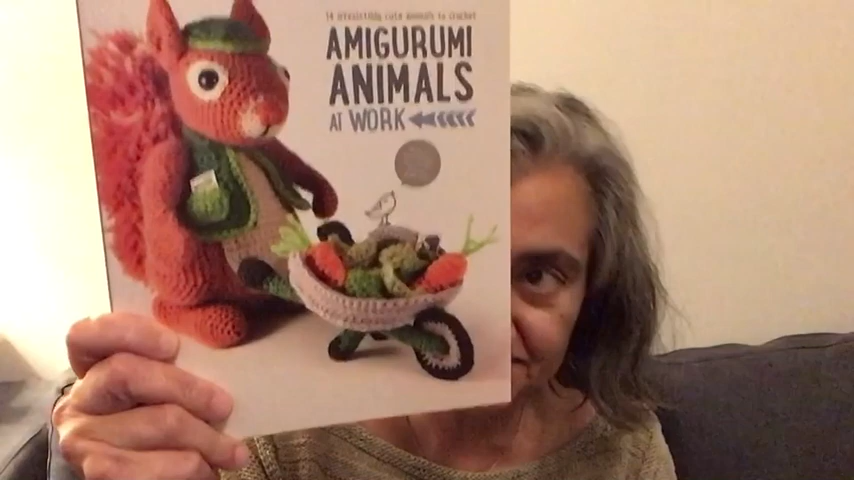 14 irresistibly cute animals to crochet
AMIGURUMI
ANIMALS
AT WORK